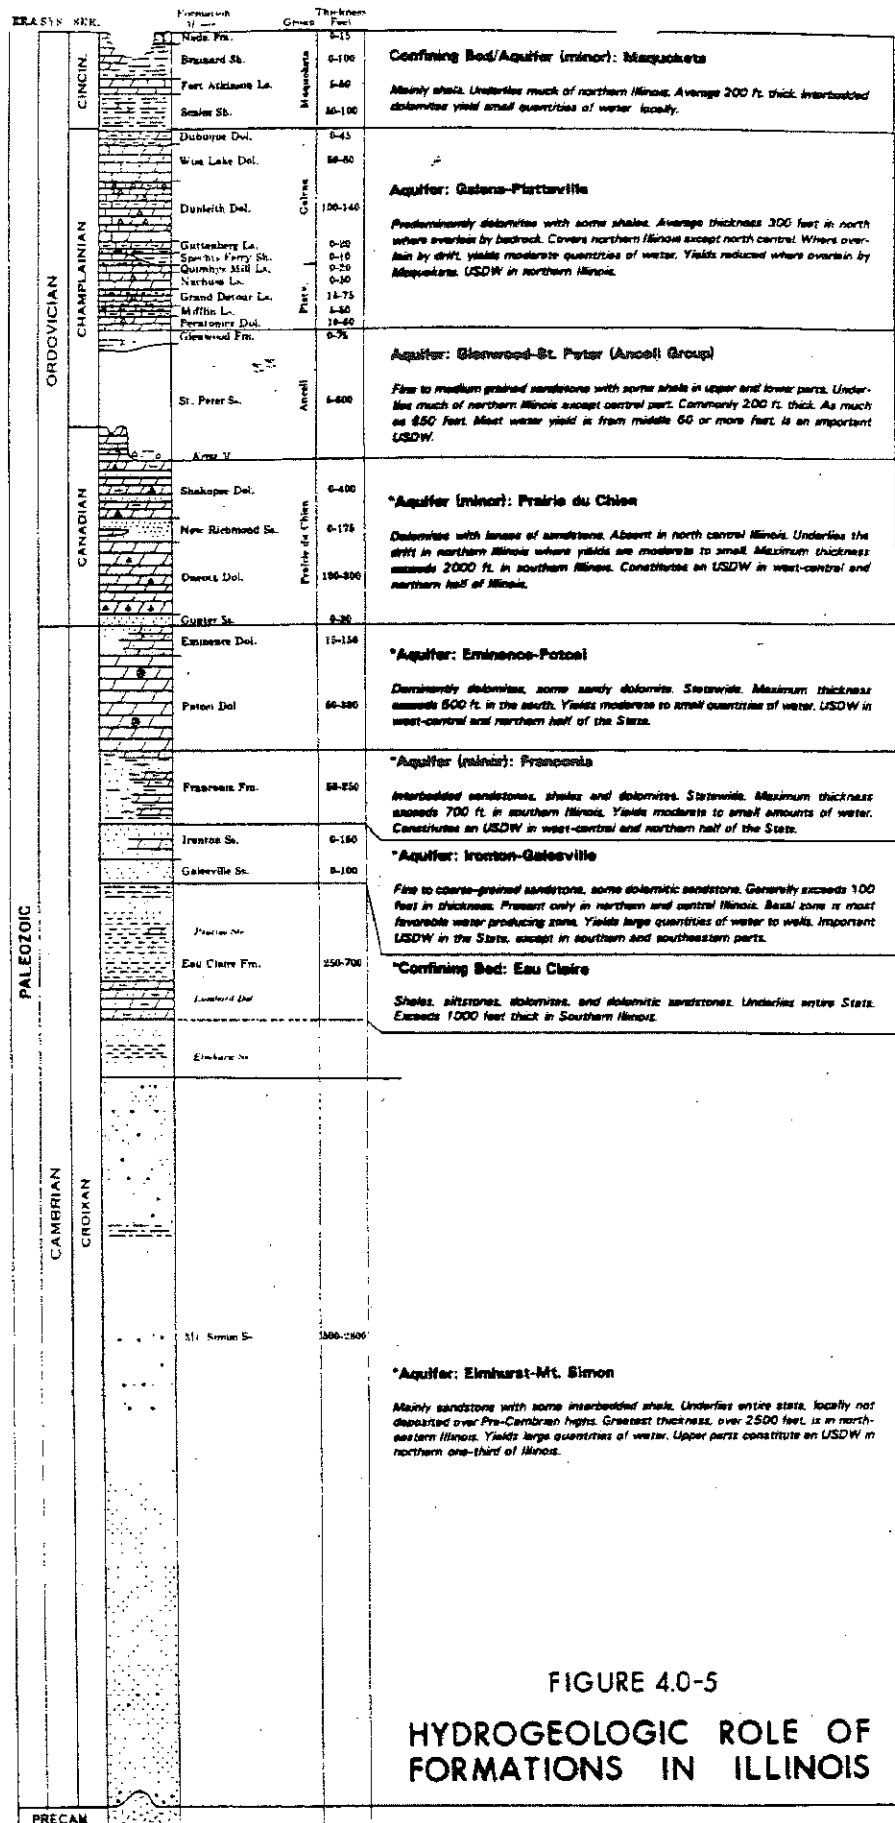 ERA SYS SER.
Formation
Group
Thickness
Feet
PALEOZOIC
ORDOVICIAN
CAMBRIAN
CINCIN.
CHAMPLAINIAN
CANADIAN
CROIXAN
PRECAM
Maquoketa
Galena
Platt.
Ancell
Prairie du Chien
Neda Fm. 0-15
Brainard Sh. 0-100
Fort Atkinson Ls.
Scales Sh.
Dubuque Dol. 0-45
Wise Lake Dol.
Dunleith Dol. 100-140
Guttenberg Ls. 0-20
Spechts Ferry Sh. 0-10
Quimbys Mill Ls. 0-20
Nachusa Ls.
Grand Detour Ls.
Mifflin Ls.
Pecatonica Dol.
Glenwood Fm. 0-75
St. Peter Ss.
Shakopee Dol. 0-400
New Richmond Ss. 0-175
Oneota Dol.
Gunter Ss.
Eminence Dol. 15-150
Potosi Dol
Franconia Fm.
Ironton Ss.
Galesville Ss. 0-100
Eau Claire Fm. 250-700
Lombard Dol
Elmhurst Ss
Mt. Simon Ss
Confining Bed/Aquifer (minor): Maquoketa
Mainly shale. Underlies much of northern Illinois. Average 200 ft. thick. Interbedded
dolomites yield small quantities of water locally.
Aquifer: Galena-Platteville
Predominantly dolomites with some shales. Average thickness 300 feet in north
where overlain by bedrock. Covers northern Illinois except north central. Where over-
lain by drift, yields moderate quantities of water. Yields reduced where overlain by
Maquoketa. USDW in northern Illinois.
Aquifer: Glenwood-St. Peter (Ancell Group)
Fine to medium grained sandstone with some shale in upper and lower parts. Under-
lies much of northern Illinois except central part. Commonly 200 ft. thick. As much
as 650 feet. Most water yield is from middle 60 or more feet, is an important
USDW.
*Aquifer (minor): Prairie du Chien
Dolomites with lenses of sandstone. Absent in north central Illinois. Underlies the
drift in northern Illinois where yields are moderate to small. Maximum thickness
exceeds 2000 ft. in southern Illinois. Constitutes an USDW in west-central and
northern half of Illinois.
*Aquifer: Eminence-Potosi
Dominantly dolomites, some sandy dolomite. Statewide. Maximum thickness
exceeds 500 ft. in the south. Yields moderate to small quantities of water. USDW in
west-central and northern half of the State.
*Aquifer (minor): Franconia
Interbedded sandstones, shales and dolomites. Statewide. Maximum thickness
exceeds 700 ft. in southern Illinois. Yields moderate to small amounts of water.
Constitutes an USDW in west-central and northern half of the State.
*Aquifer: Ironton-Galesville
Fine to coarse-grained sandstone, some dolomitic sandstone. Generally exceeds 100
feet in thickness. Present only in northern and central Illinois. Basal zone is most
favorable water producing zone. Yields large quantities of water to wells. Important
USDW in the State, except in southern and southeastern parts.
*Confining Bed: Eau Claire
Shales, siltstones, dolomites, and dolomitic sandstones. Underlies entire State.
Exceeds 1000 feet thick in Southern Illinois.
*Aquifer: Elmhurst-Mt. Simon
Mainly sandstone with some interbedded shale. Underlies entire state, locally not
deposited over Pre-Cambrian highs. Greatest thickness, over 2500 feet, is in north-
eastern Illinois. Yields large quantities of water. Upper parts constitute an USDW in
northern one-third of Illinois.
FIGURE 4.0-5
HYDROGEOLOGIC ROLE OF
FORMATIONS IN ILLINOIS